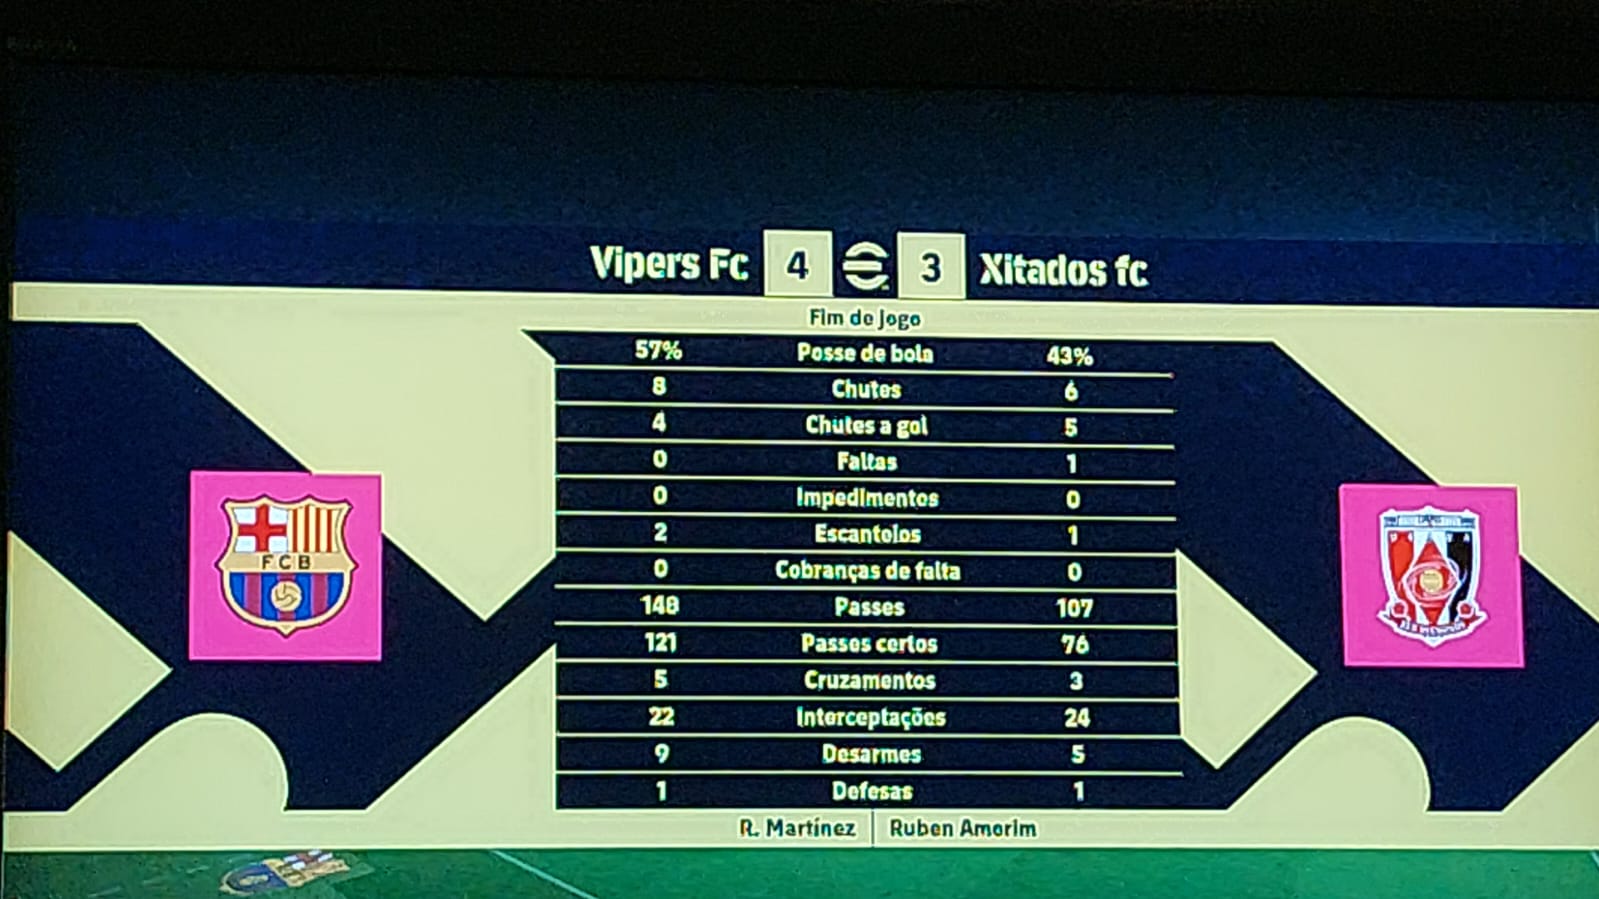 Vipers Fc 4 3 Xitados fc
Fim de Jogo
57% Posse de bola 43%
8 Chutes 6
4 Chutes a gol 5
0 Faltas 1
0 Impedimentos 0
2 Escanteios 1
0 Cobranças de falta 0
148 Passes 107
121 Passes certos 76
5 Cruzamentos 3
22 Interceptações 24
9 Desarmes 5
1 Defesas 1
R. Martínez Ruben Amorim
FCB